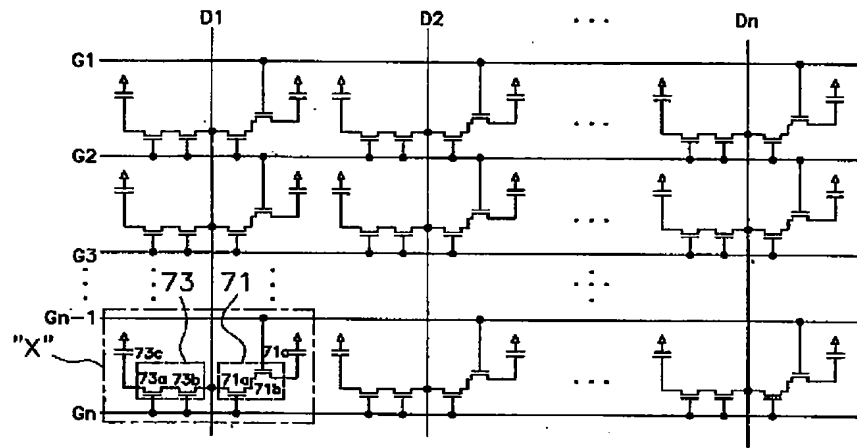 D1 D2 ... Dn
G1
...
G2
...
G3
73 71
Gn-1
"X"
73c 71c
73a 73b 71a 71b
...
Gn